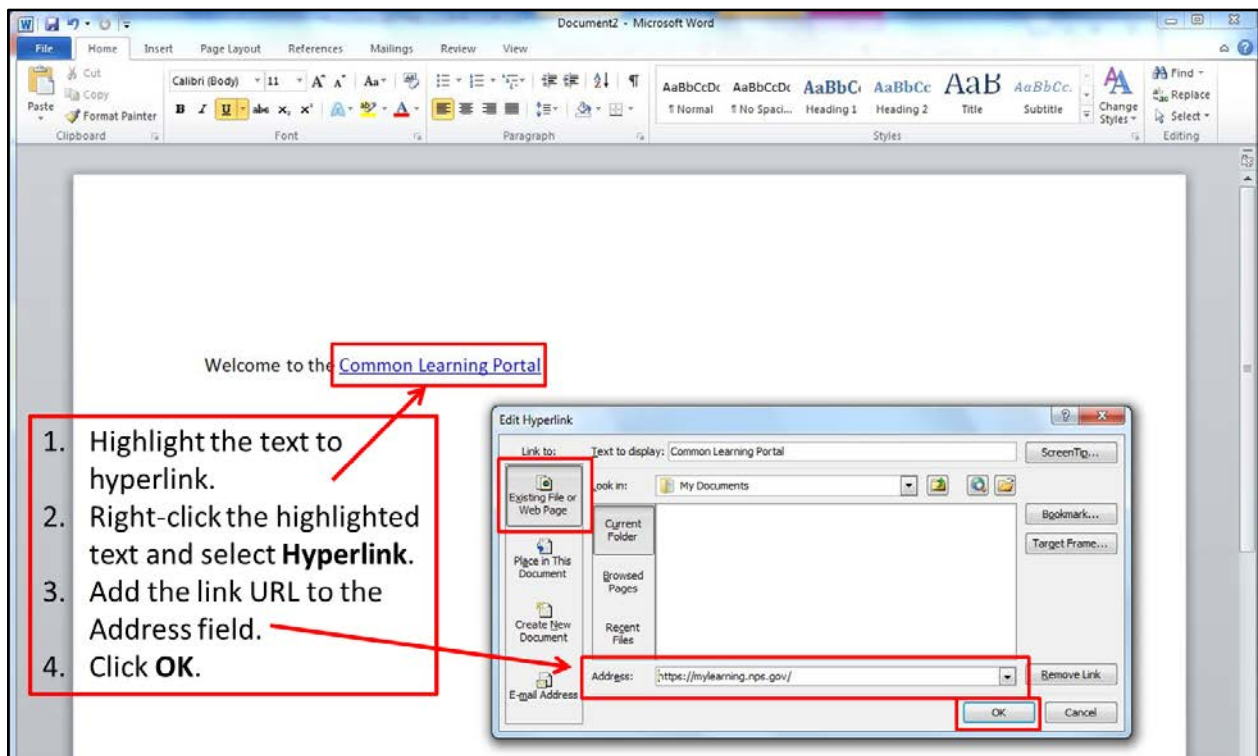 Document2 - Microsoft Word
File Home Insert Page Layout References Mailings Review View
Cut
Copy
Format Painter
Paste
Clipboard
Calibri (Body) 11 A A Aa
B I U abc x, x² A
Font
Paragraph
AaBbCcDc AaBbCcDc AaBbC AaBbCc AaB AaBbCc.
¶ Normal ¶ No Spaci... Heading 1 Heading 2 Title Subtitle
Change Styles
Styles
Find
Replace
Select
Editing
Welcome to the Common Learning Portal
1. Highlight the text to
hyperlink.
2. Right-click the highlighted
text and select Hyperlink.
3. Add the link URL to the
Address field.
4. Click OK.
Edit Hyperlink
Link to: Text to display: Common Learning Portal ScreenTip...
Existing File or
Web Page
Look in: My Documents
Place in This
Document
Create New
Document
E-mail Address
Current
Folder
Browsed
Pages
Recent
Files
Bookmark...
Target Frame...
Address: https://mylearning.nps.gov/ Remove Link
OK Cancel